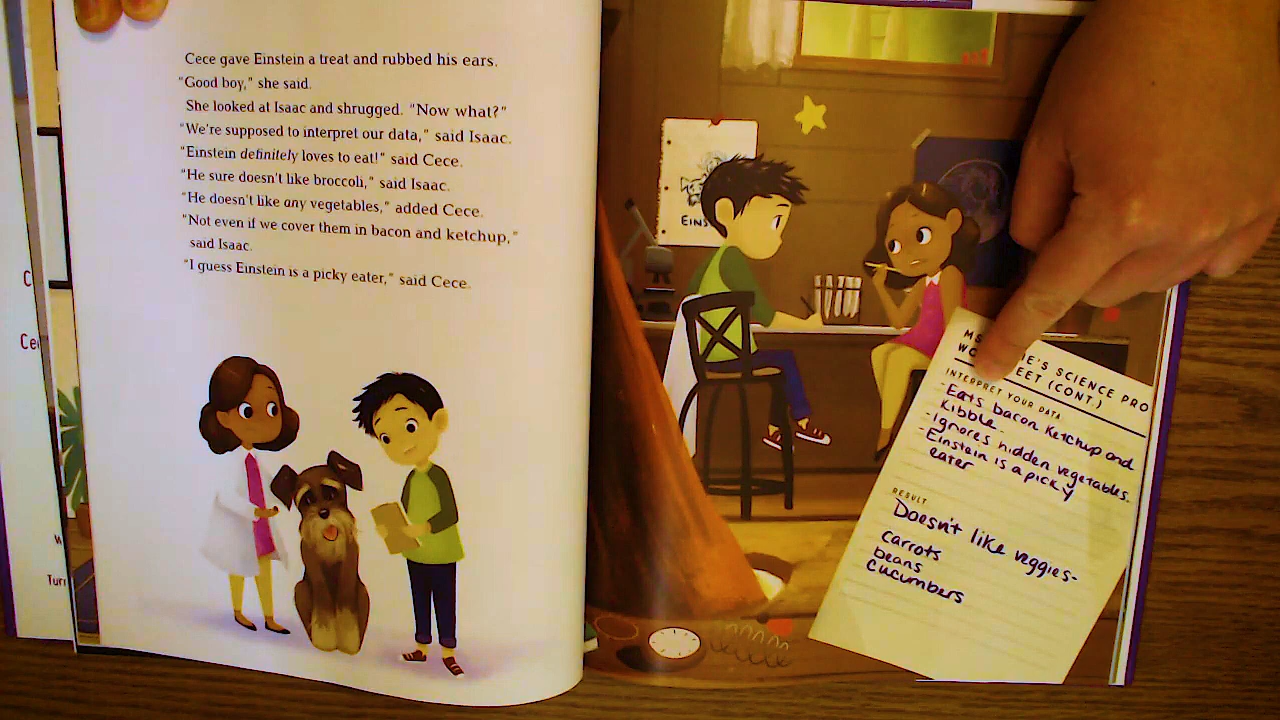 Cece gave Einstein a treat and rubbed his ears.
"Good boy," she said.
She looked at Isaac and shrugged. "Now what?"
"We're supposed to interpret our data," said Isaac.
"Einstein definitely loves to eat!" said Cece.
"He sure doesn't like broccoli," said Isaac.
"He doesn't like any vegetables," added Cece.
"Not even if we cover them in bacon and ketchup,"
said Isaac.
"I guess Einstein is a picky eater," said Cece.
EINS
SCIENCE PRO
(CONT.)
INTERPRET YOUR DATA
-Eats bacon Ketchup and
Kibble.
-Ignores hidden vegetables.
-Einstein is a picky
eater
RESULT
Doesn't like veggies-
carrots
beans
cucumbers